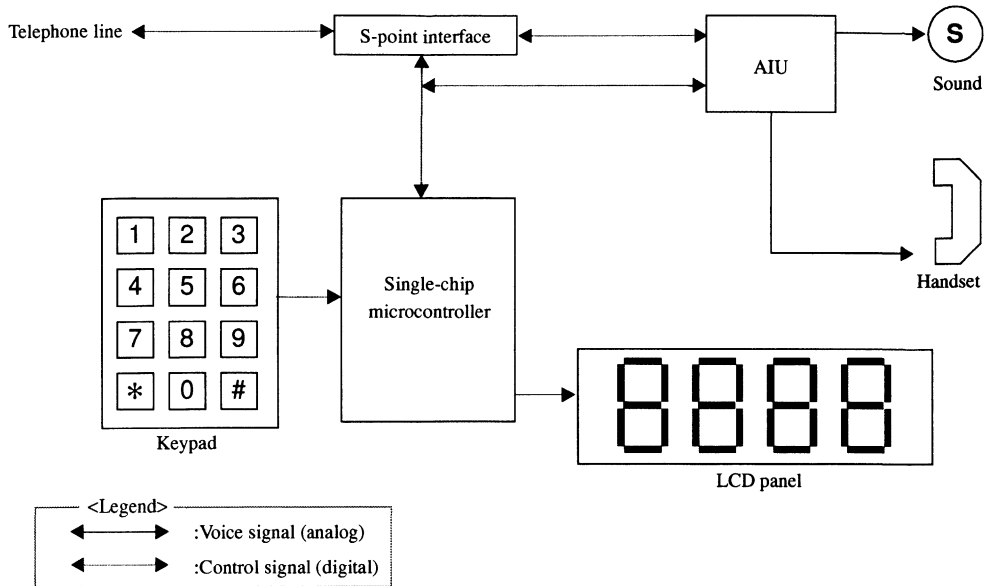 Telephone line
S-point interface
AIU
S
Sound
1 2 3
4 5 6
7 8 9
* 0 #
Keypad
Single-chip
microcontroller
Handset
8888
LCD panel
<Legend>
:Voice signal (analog)
:Control signal (digital)